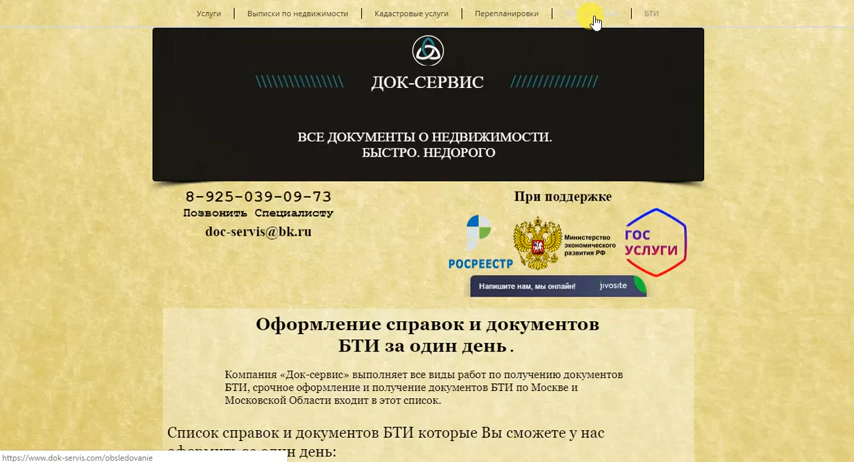 Услуги
Выписки по недвижимости
Кадастровые услуги
Перепланировки
БТИ
ДОК-СЕРВИС
ВСЕ ДОКУМЕНТЫ О НЕДВИЖИМОСТИ.
БЫСТРО. НЕДОРОГО
8-925-039-09-73
Позвонить Специалисту
doc-servis@bk.ru
При поддержке
РОСРЕЕСТР
Министерство
экономического
развития РФ
ГОС
УСЛУГИ
Напишите нам, мы онлайн!
jivosite
Оформление справок и документов
БТИ за один день.
Компания «Док-сервис» выполняет все виды работ по получению документов
БТИ, срочное оформление и получение документов БТИ по Москве и
Московской Области входит в этот список.
Список справок и документов БТИ которые Вы сможете у нас
оформить за один день:
https://www.dok-servis.com/obsledovanie